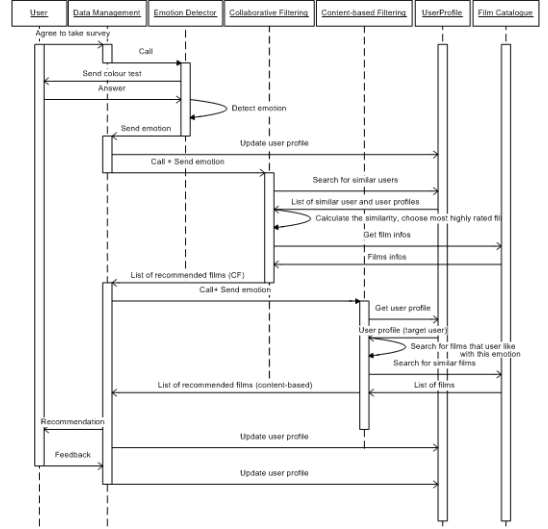 User
Data Management
Emotion Detector
Collaborative Filtering
Content-based Filtering
UserProfile
Film Catalogue
Agree to take survey
Call
Send colour test
Answer
Detect emotion
Send emotion
Update user profile
Call + Send emotion
Search for similar users
List of similar user and user profiles
Calculate the similarity, choose most highly rated fil
Get film infos
Films infos
List of recommended films (CF)
Call+ Send emotion
Get user profile
User profile (target user)
Search for films that user like
with this emotion
Search for similar films
List of recommended films (content-based)
List of films
Recommendation
Update user profile
Feedback
Update user profile